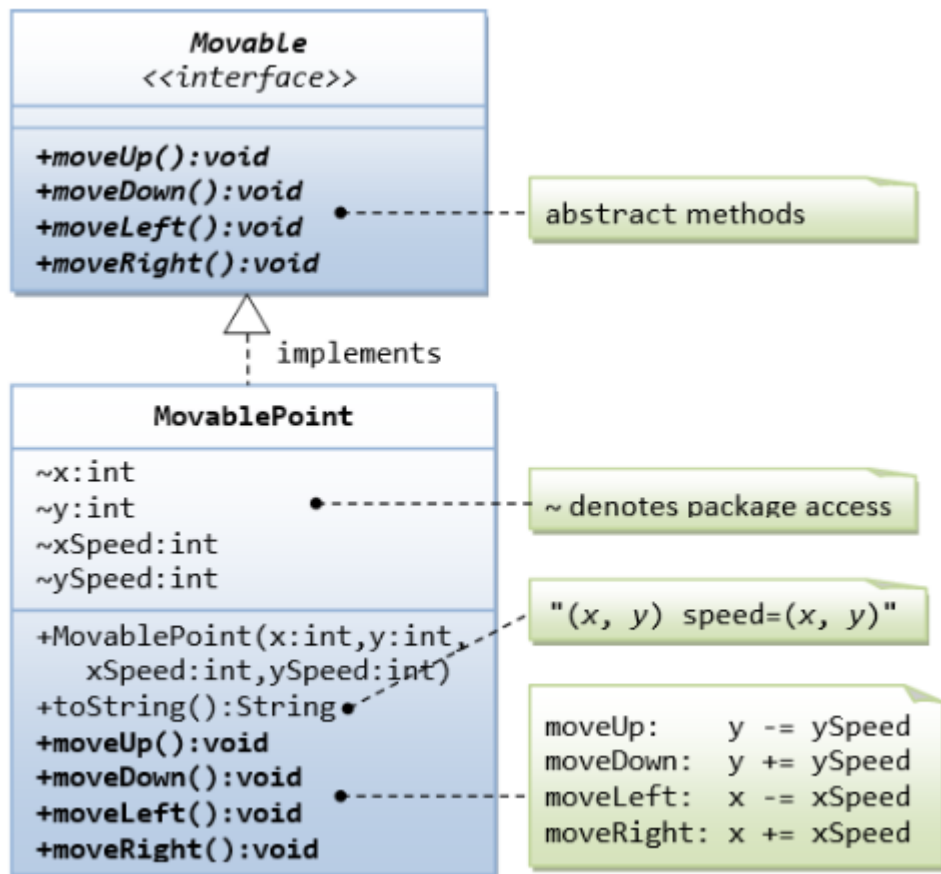 Movable
<<interface>>
+moveUp():void
+moveDown():void
+moveLeft():void
+moveRight():void
abstract methods
implements
MovablePoint
~x:int
~y:int
~xSpeed:int
~ySpeed:int
~ denotes package access
+MovablePoint(x:int,y:int,
xSpeed:int,ySpeed:int)
+toString():String
+moveUp():void
+moveDown():void
+moveLeft():void
+moveRight():void
"(x, y) speed=(x, y)"
moveUp: y -= ySpeed
moveDown: y += ySpeed
moveLeft: x -= xSpeed
moveRight: x += xSpeed